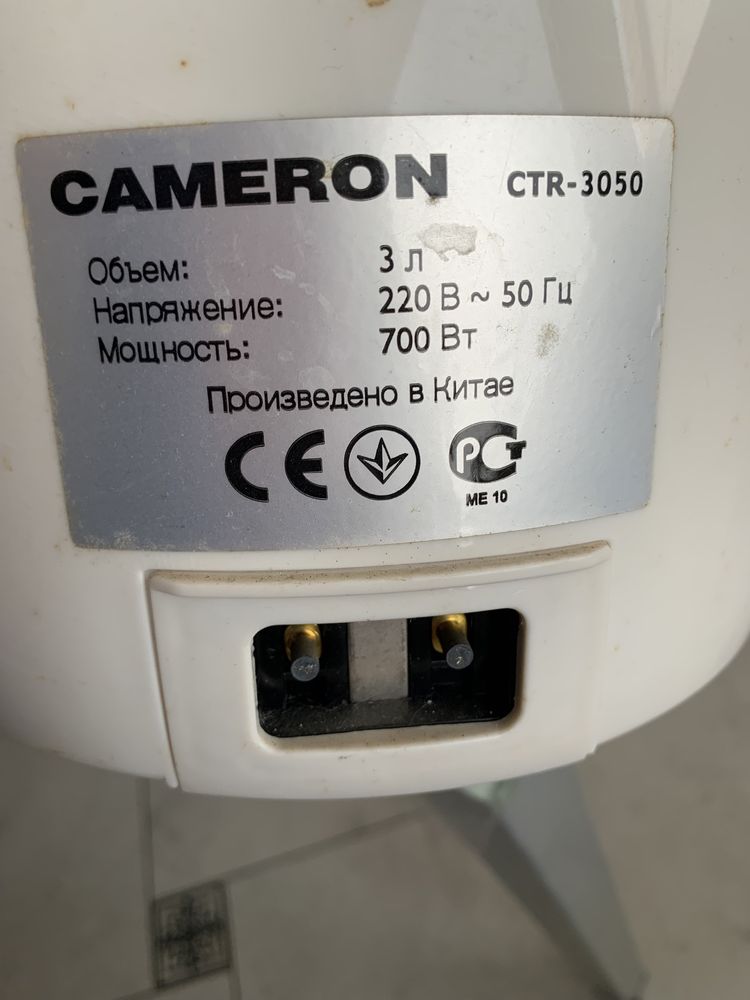 CAMERON CTR-3050
Объем: 3 л
Напряжение: 220 В ~ 50 Гц
Мощность: 700 Вт
Произведено в Китае
CE PCT
ME 10